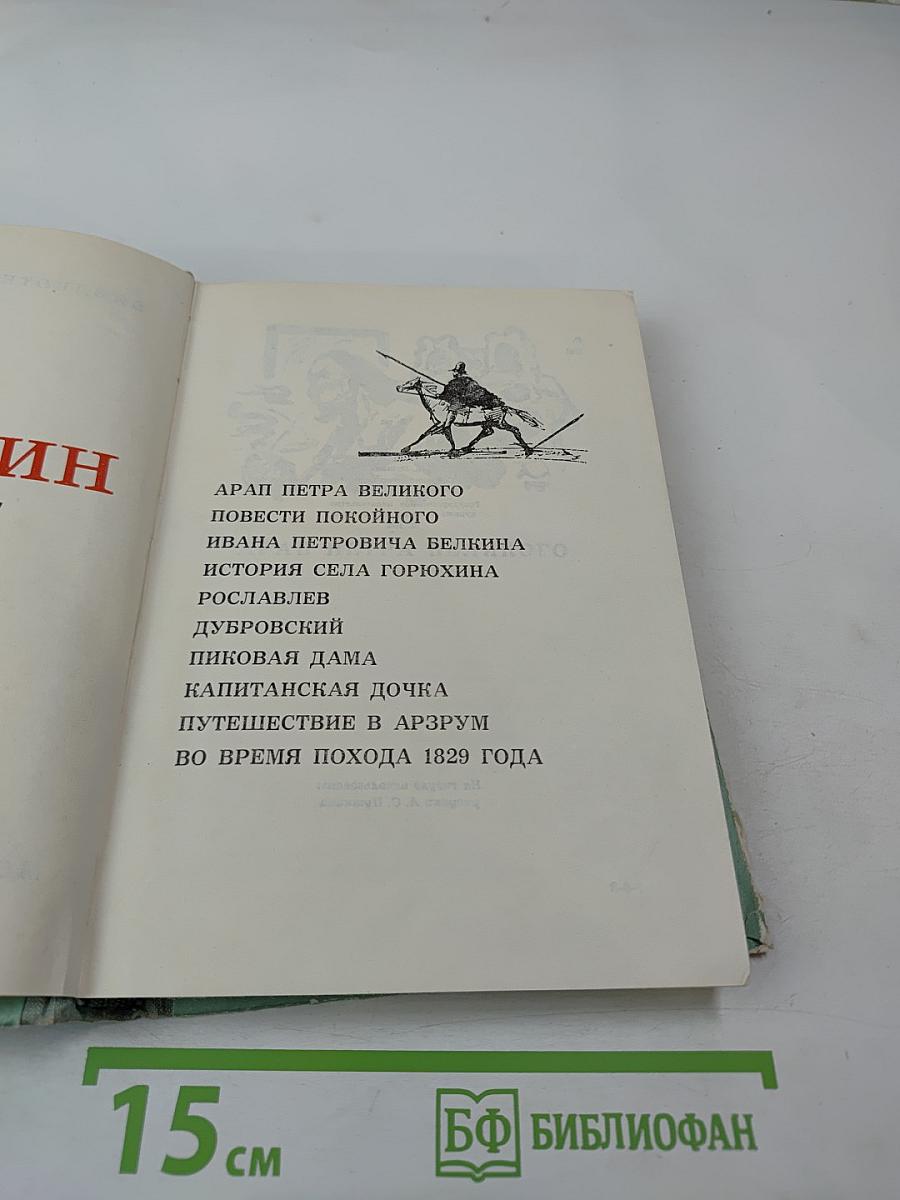 ИН
АРАП ПЕТРА ВЕЛИКОГО
ПОВЕСТИ ПОКОЙНОГО
ИВАНА ПЕТРОВИЧА БЕЛКИНА
ИСТОРИЯ СЕЛА ГОРЮХИНА
РОСЛАВЛЕВ
ДУБРОВСКИЙ
ПИКОВАЯ ДАМА
КАПИТАНСКАЯ ДОЧКА
ПУТЕШЕСТВИЕ В АРЗРУМ
ВО ВРЕМЯ ПОХОДА 1829 ГОДА
15 см
БФ БИБЛИОФАН